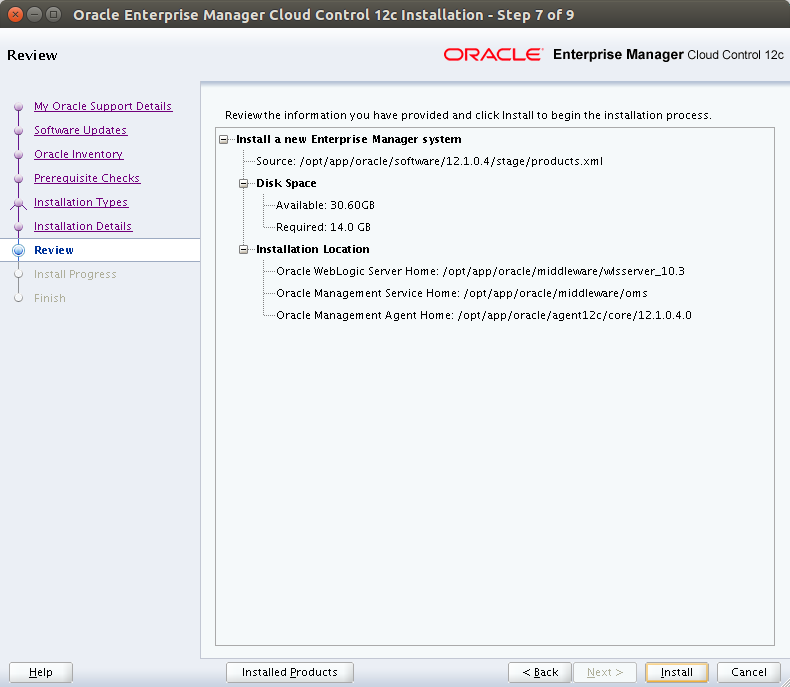 Oracle Enterprise Manager Cloud Control 12c Installation - Step 7 of 9
Review
ORACLE Enterprise Manager Cloud Control 12c
My Oracle Support Details
Software Updates
Oracle Inventory
Prerequisite Checks
Installation Types
Installation Details
Review
Install Progress
Finish
Review the information you have provided and click Install to begin the installation process.
Install a new Enterprise Manager system
Source: /opt/app/oracle/software/12.1.0.4/stage/products.xml
Disk Space
Available: 30.60GB
Required: 14.0 GB
Installation Location
Oracle WebLogic Server Home: /opt/app/oracle/middleware/wlsserver_10.3
Oracle Management Service Home: /opt/app/oracle/middleware/oms
Oracle Management Agent Home: /opt/app/oracle/agent12c/core/12.1.0.4.0
Help
Installed Products
< Back
Next >
Install
Cancel